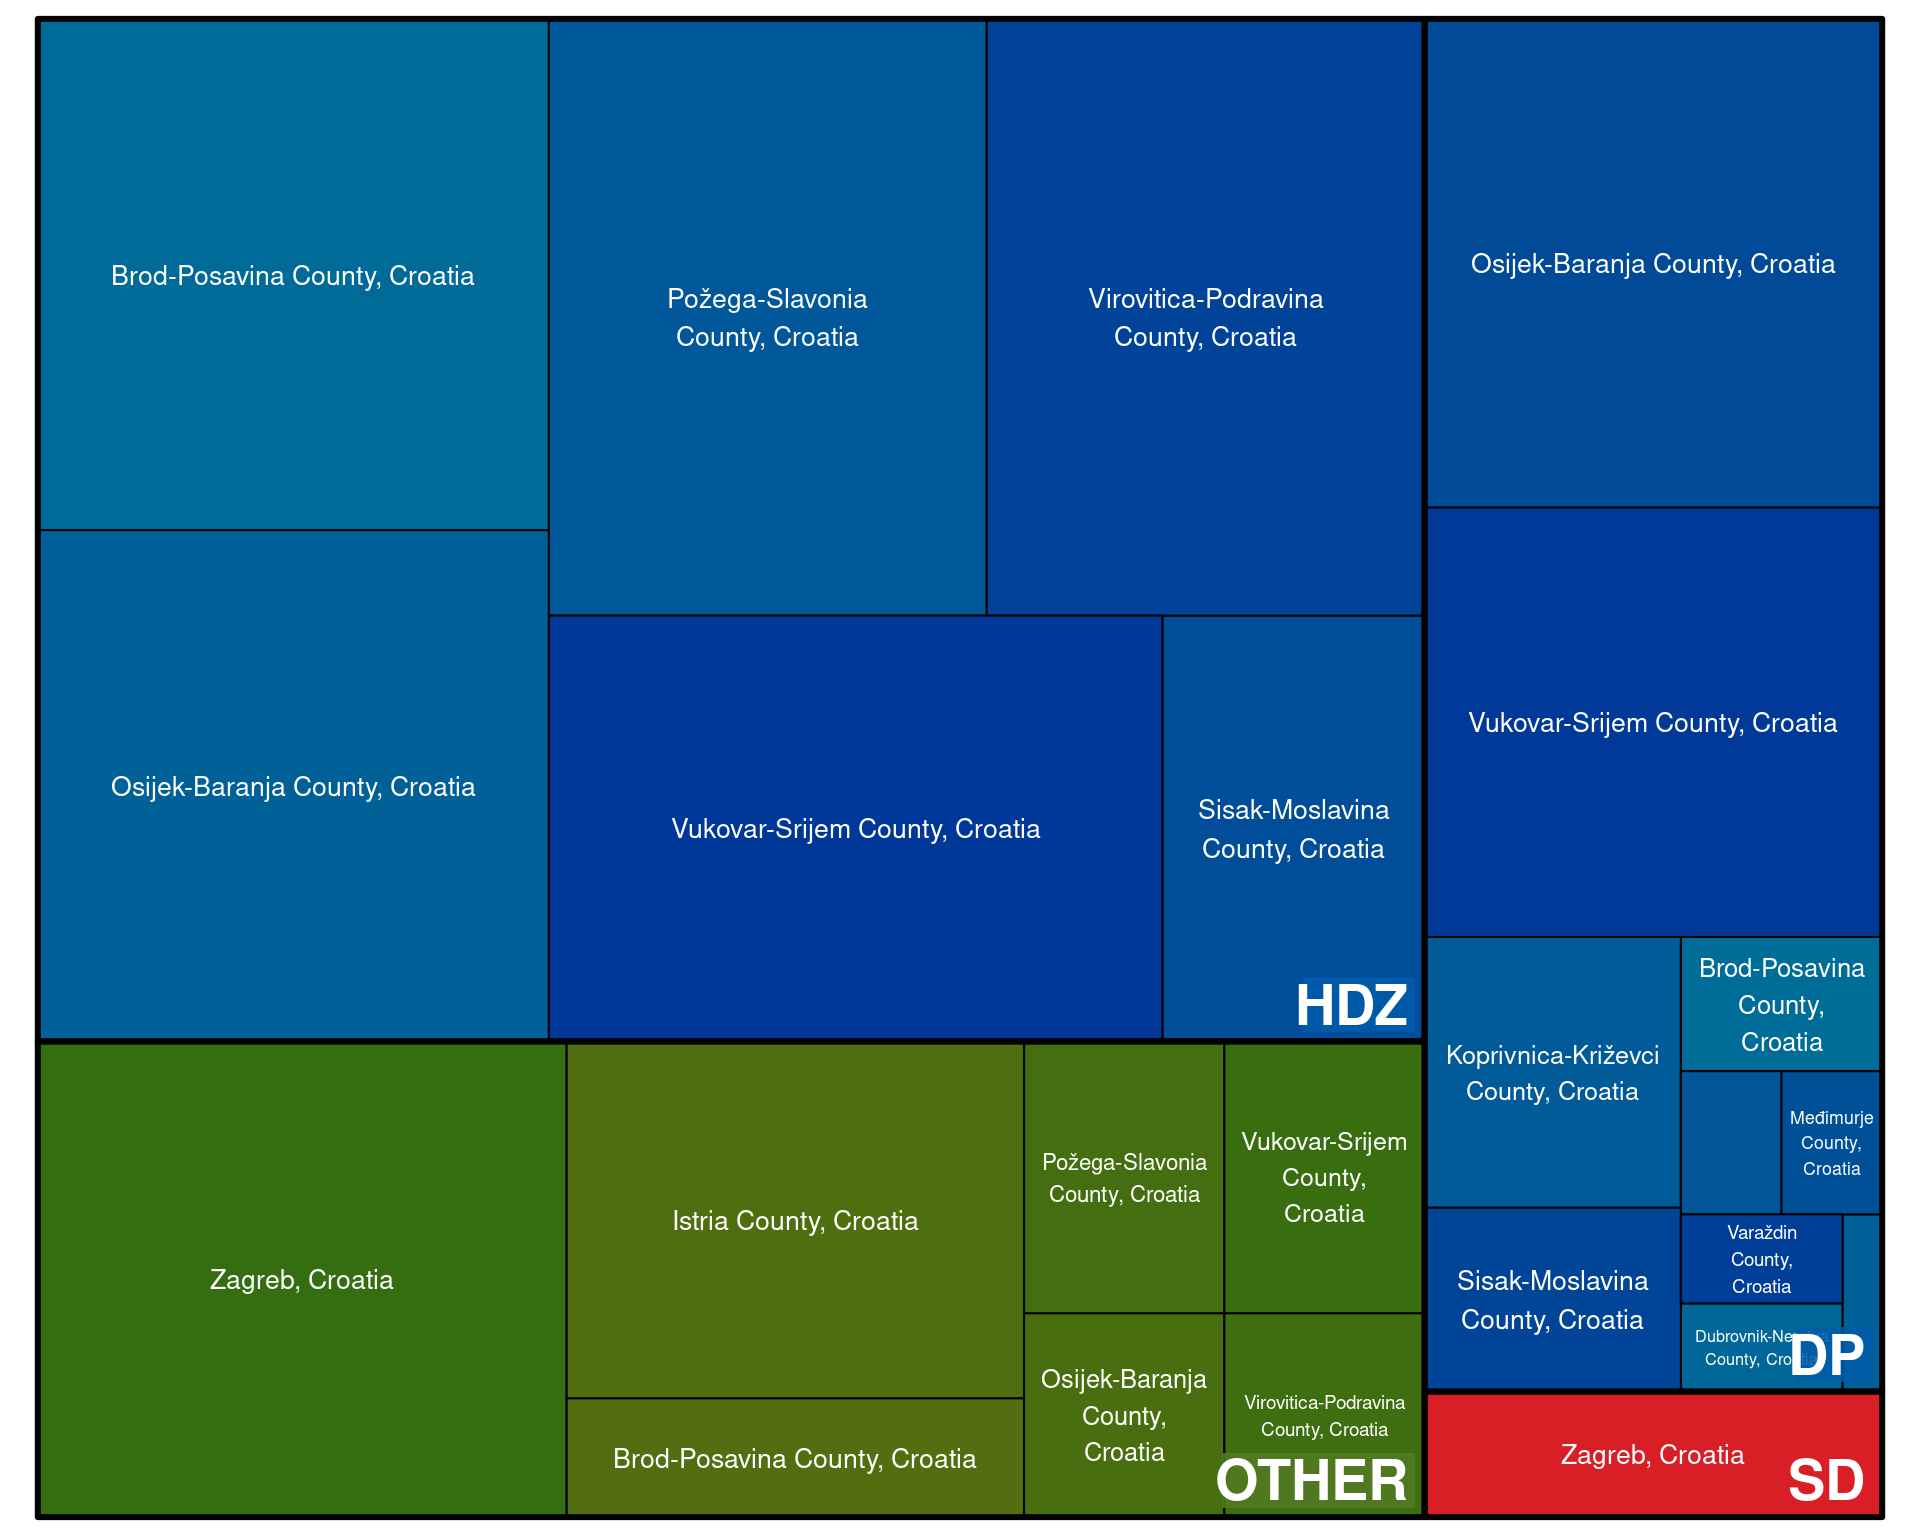 Brod-Posavina County, Croatia
Požega-Slavonia
County, Croatia
Virovitica-Podravina
County, Croatia
Osijek-Baranja County, Croatia
Vukovar-Srijem County, Croatia
Sisak-Moslavina
County, Croatia
HDZ
Osijek-Baranja County, Croatia
Vukovar-Srijem County, Croatia
Koprivnica-Križevci
County, Croatia
Brod-Posavina
County,
Croatia
Međimurje
County,
Croatia
Sisak-Moslavina
County, Croatia
Varaždin
County,
Croatia
County,
DP
Zagreb, Croatia
Istria County, Croatia
Brod-Posavina County, Croatia
Požega-Slavonia
County, Croatia
Vukovar-Srijem
County,
Croatia
Osijek-Baranja
County,
Croatia
Virovitica-Podravina
County, Croatia
OTHER
Zagreb, Croatia
SD